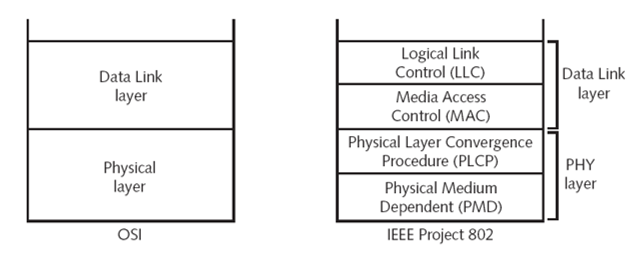 Data Link
layer
Physical
layer
OSI
Logical Link
Control (LLC)
Media Access
Control (MAC)
Physical Layer Convergence
Procedure (PLCP)
Physical Medium
Dependent (PMD)
IEEE Project 802
Data Link
layer
PHY
layer